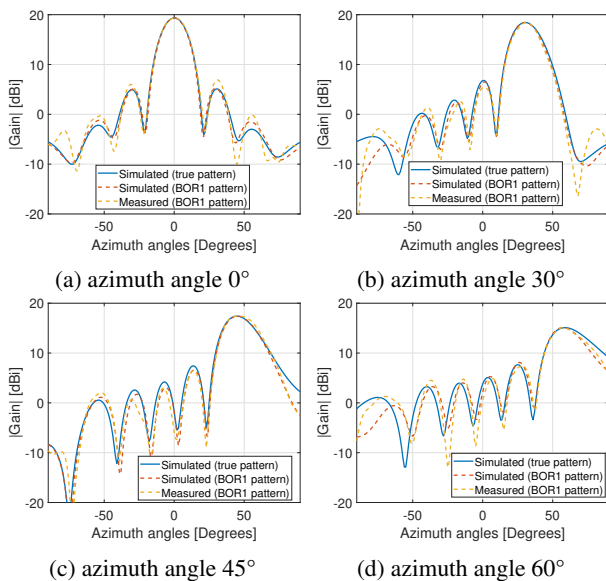 20
10
0
-10
-20
|Gain| [dBi]
Simulated (true pattern)
Simulated (BOR1 pattern)
Measured (BOR1 pattern)
-50 0 50
Azimuth angles [Degrees]
(a) azimuth angle 0°
20
10
0
-10
-20
|Gain| [dBi]
Simulated (true pattern)
Simulated (BOR1 pattern)
Measured (BOR1 pattern)
-50 0 50
Azimuth angles [Degrees]
(b) azimuth angle 30°
20
10
0
-10
-20
|Gain| [dBi]
Simulated (true pattern)
Simulated (BOR1 pattern)
Measured (BOR1 pattern)
-50 0 50
Azimuth angles [Degrees]
(c) azimuth angle 45°
20
10
0
-10
-20
|Gain| [dBi]
Simulated (true pattern)
Simulated (BOR1 pattern)
Measured (BOR1 pattern)
-50 0 50
Azimuth angles [Degrees]
(d) azimuth angle 60°